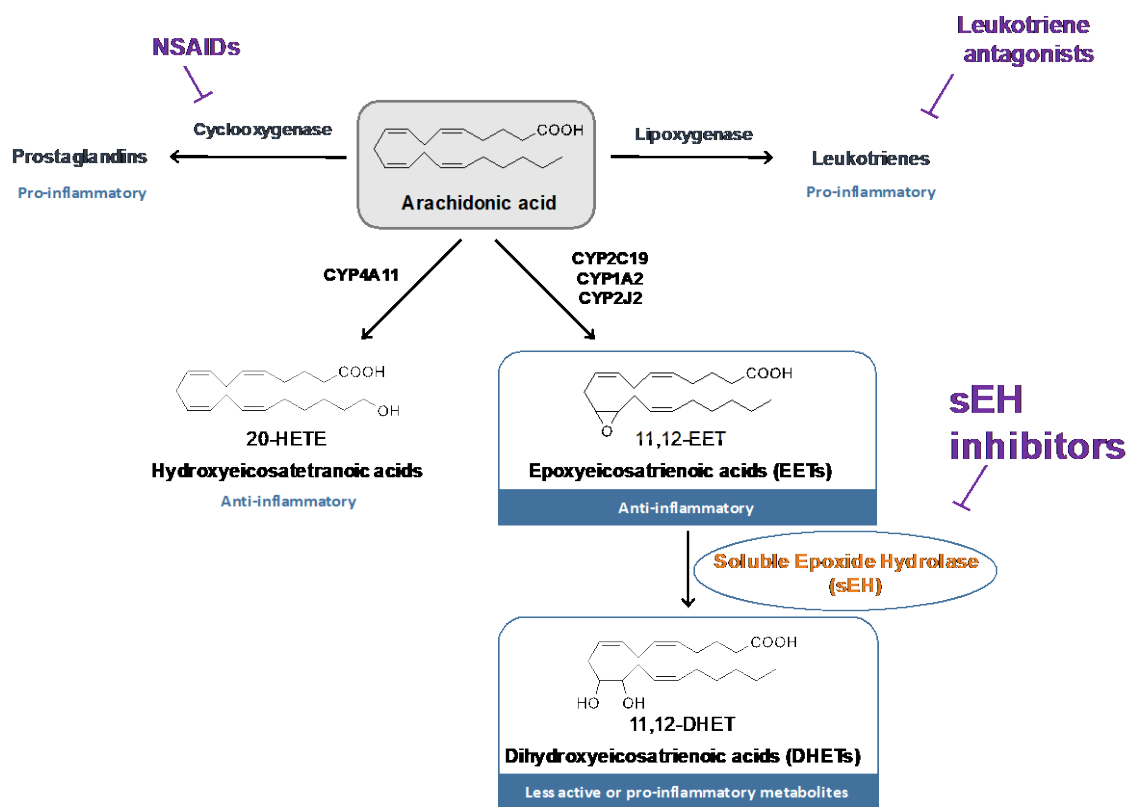 NSAIDs
Leukotriene
antagonists
Cyclooxygenase
COOH
Lipoxygenase
Prostaglandins
Leukotrienes
Pro-inflammatory
Pro-inflammatory
Arachidonic acid
CYP4A11
CYP2C19
CYP1A2
CYP2J2
COOH
OH
20-HETE
Hydroxyeicosatetranoic acids
Anti-inflammatory
COOH
O
11,12-EET
Epoxyeicosatrienoic acids (EETs)
Anti-inflammatory
sEH
inhibitors
Soluble Epoxide Hydrolase
(sEH)
COOH
HO
OH
11,12-DHET
Dihydroxyeicosatrienoic acids (DHETs)
Less active or pro-inflammatory metabolites